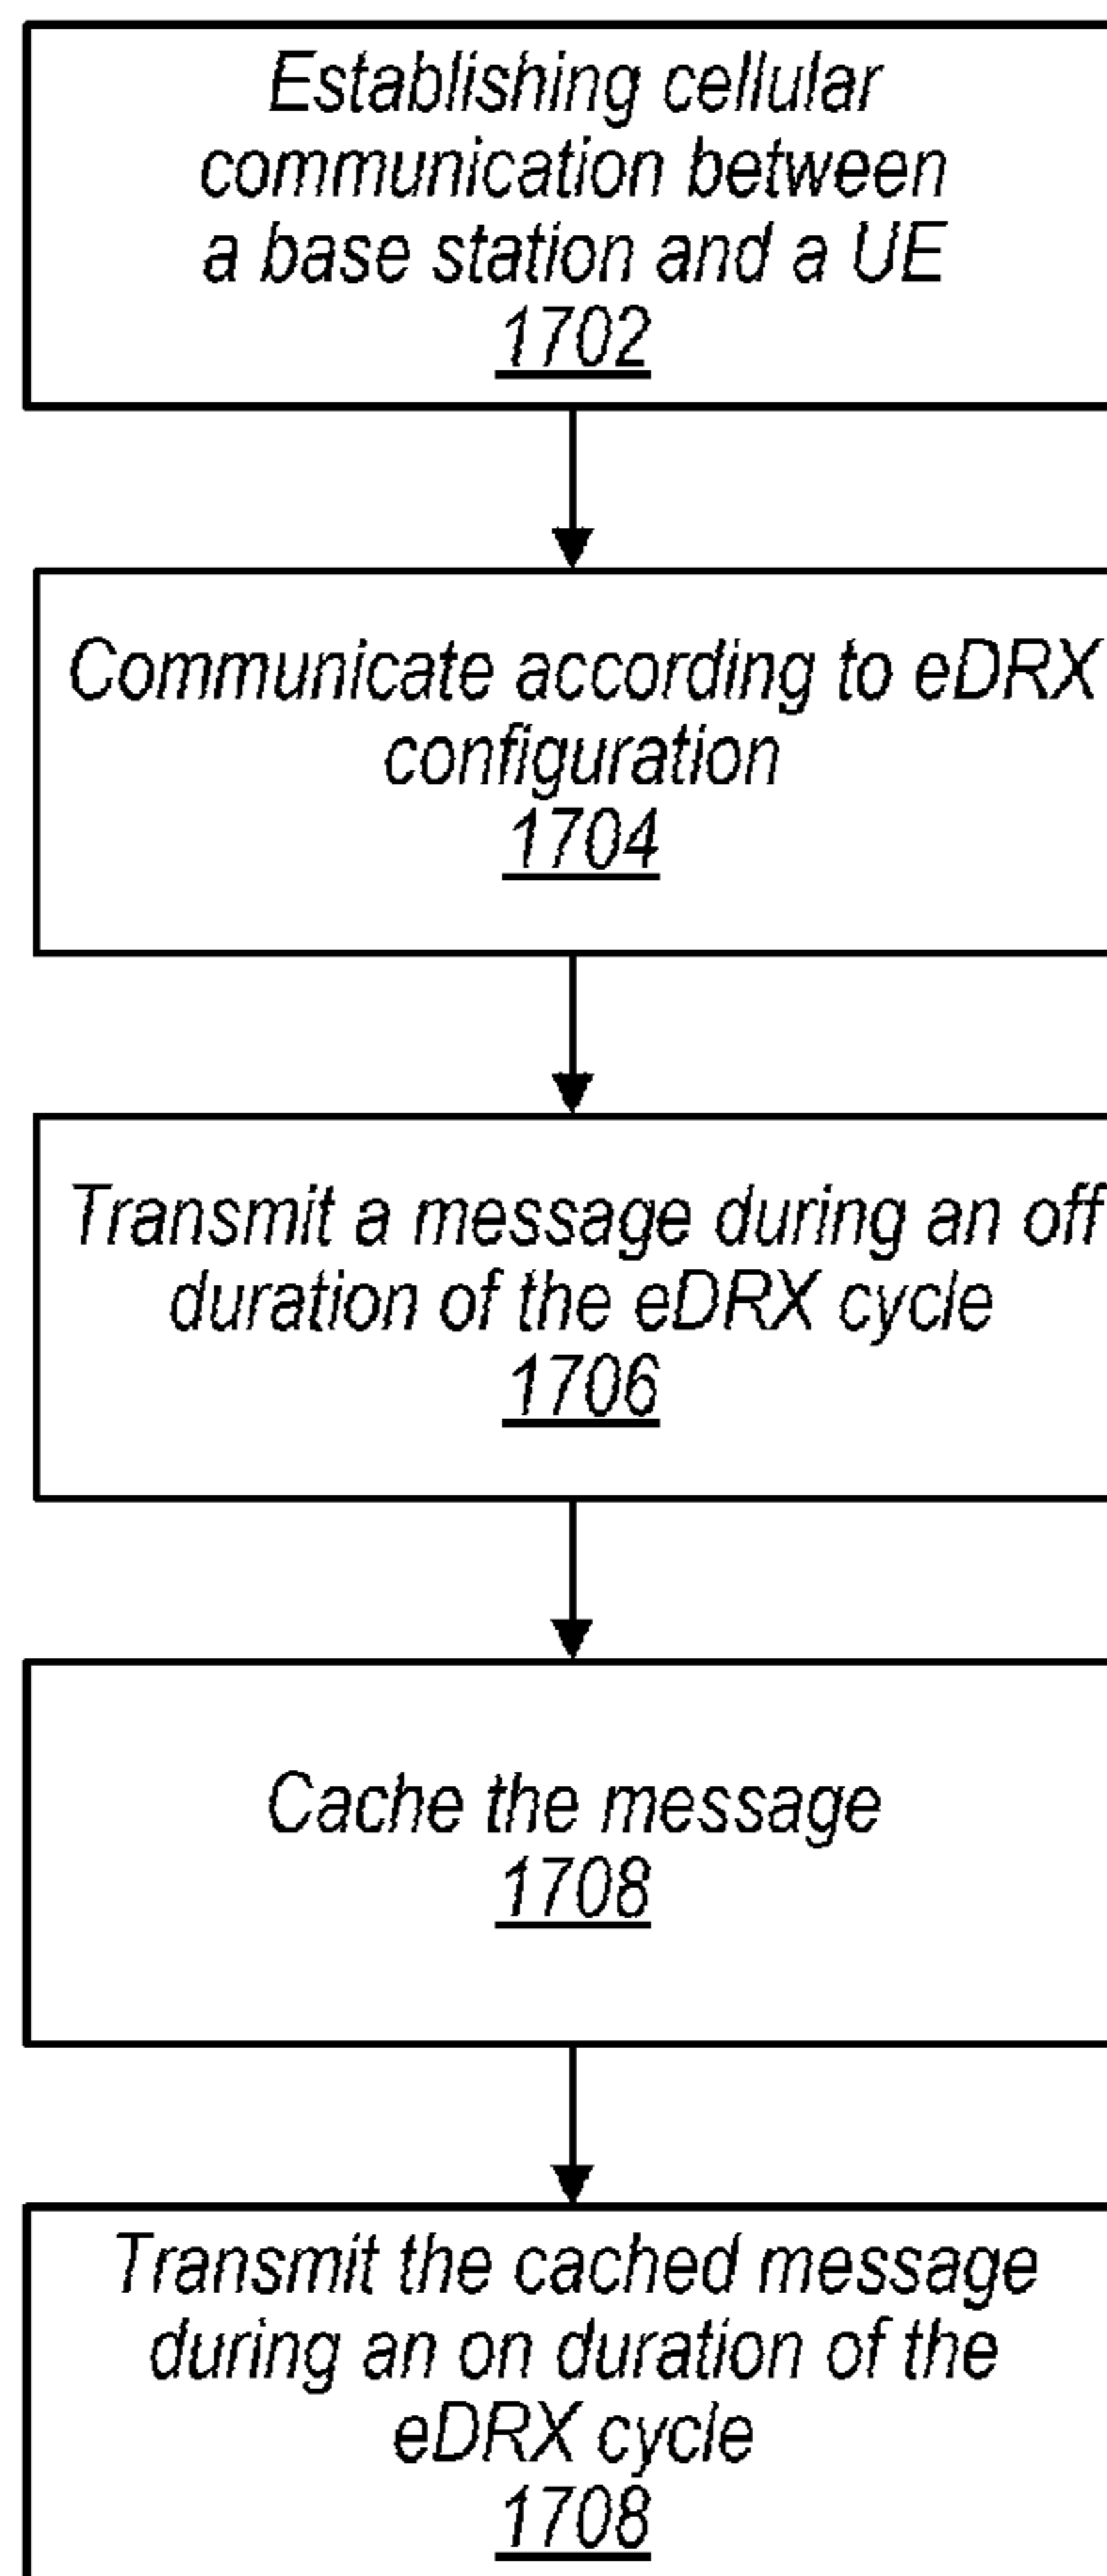 Establishing cellular
communication between
a base station and a UE
1702
Communicate according to eDRX
configuration
1704
Transmit a message during an off
duration of the eDRX cycle
1706
Cache the message
1708
Transmit the cached message
during an on duration of the
eDRX cycle
1708